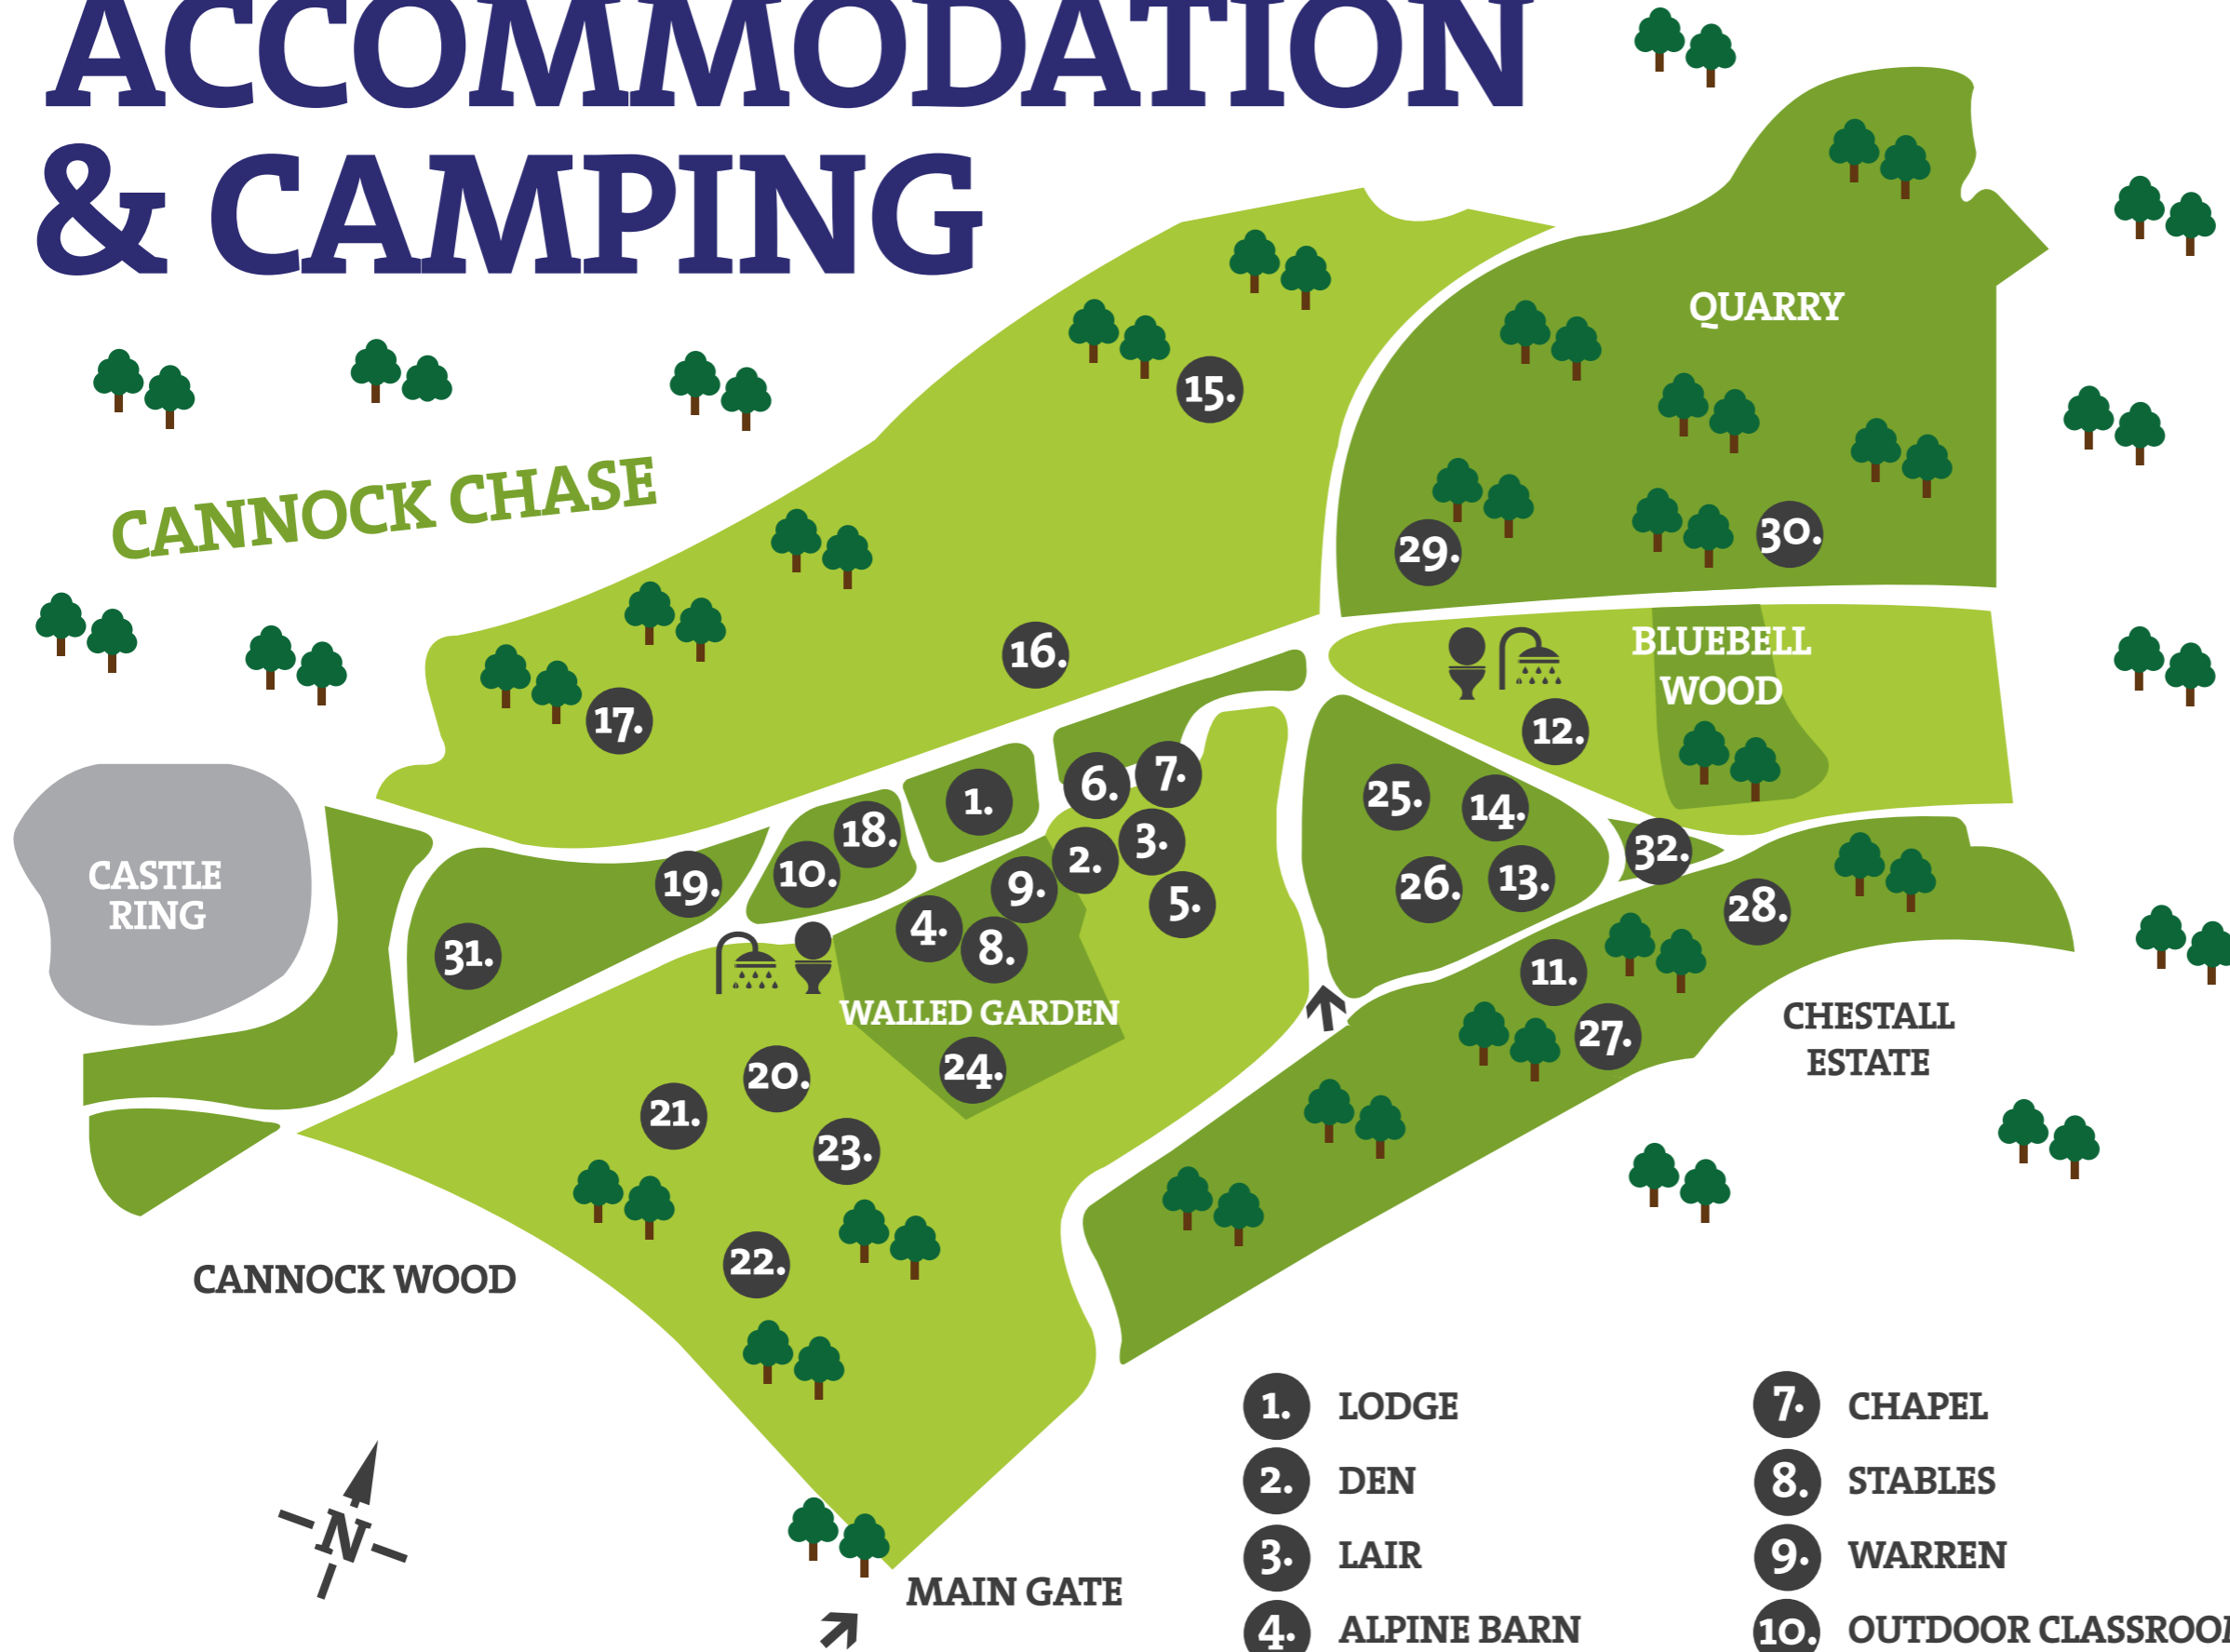 ACCOMMODATION
& CAMPING
QUARRY
15.
CANNOCK CHASE
29.
30.
BLUEBELL
WOOD
16.
17.
12.
6.
7.
1.
25.
14.
18.
3.
2.
32.
CASTLE
RING
10.
19.
9.
5.
26.
13.
28.
4.
8.
31.
11.
WALLED GARDEN
CHESTALL
ESTATE
27.
24.
20.
21.
23.
22.
CANNOCK WOOD
N
MAIN GATE
1. LODGE
2. DEN
3. LAIR
4. ALPINE BARN
7. CHAPEL
8. STABLES
9. WARREN
10. OUTDOOR CLASSROOM